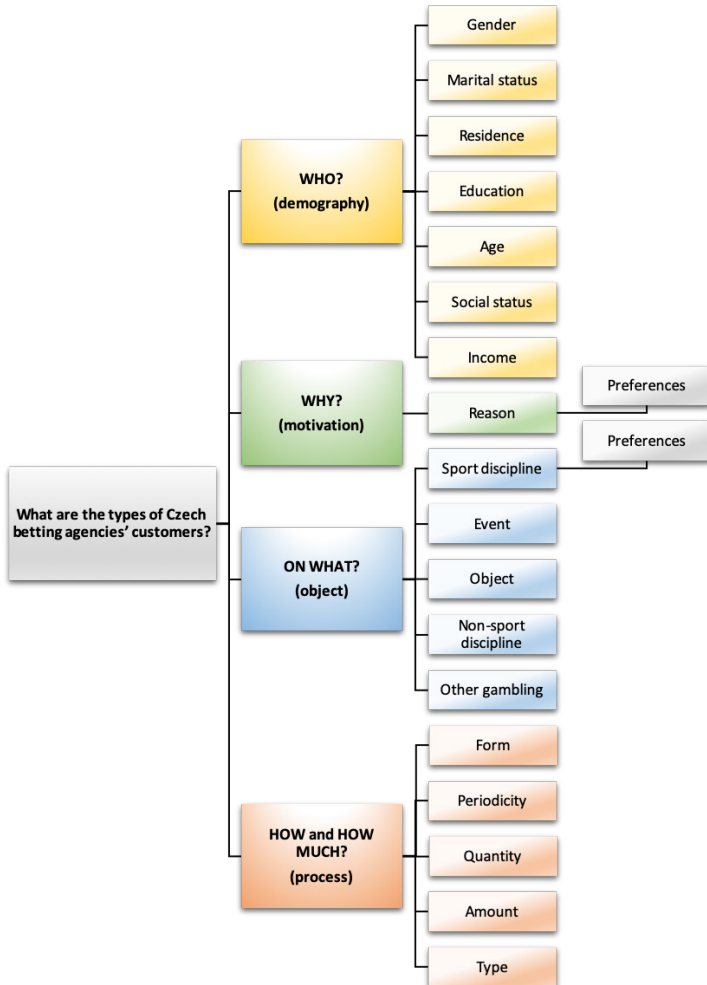 What are the types of Czech
betting agencies' customers?
WHO?
(demography)
Gender
Marital status
Residence
Education
Age
Social status
Income
WHY?
(motivation)
Reason
Preferences
ON WHAT?
(object)
Sport discipline
Preferences
Event
Object
Non-sport
discipline
Other gambling
HOW and HOW
MUCH?
(process)
Form
Periodicity
Quantity
Amount
Type